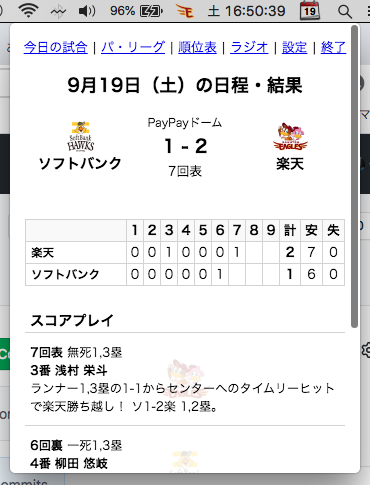 96% 土 16:50:39 19
今日の試合 | パ・リーグ | 順位表 | ラジオ | 設定 | 終了
9月19日（土）の日程・結果
PayPayドーム
SoftBank HAWKS
1 - 2
EAGLES
ソフトバンク
7回表
楽天
1 2 3 4 5 6 7 8 9 計 安 失
楽天 0 0 1 0 0 0 1 2 7 0
ソフトバンク 0 0 0 0 0 1 1 6 0
スコアプレイ
7回表 無死1,3塁
3番 浅村 栄斗
ランナー1,3塁の1-1からセンターへのタイムリーヒット
で楽天勝ち越し！ ソ1-2楽 1,2塁。
6回裏 一死1,3塁
4番 柳田 悠岐